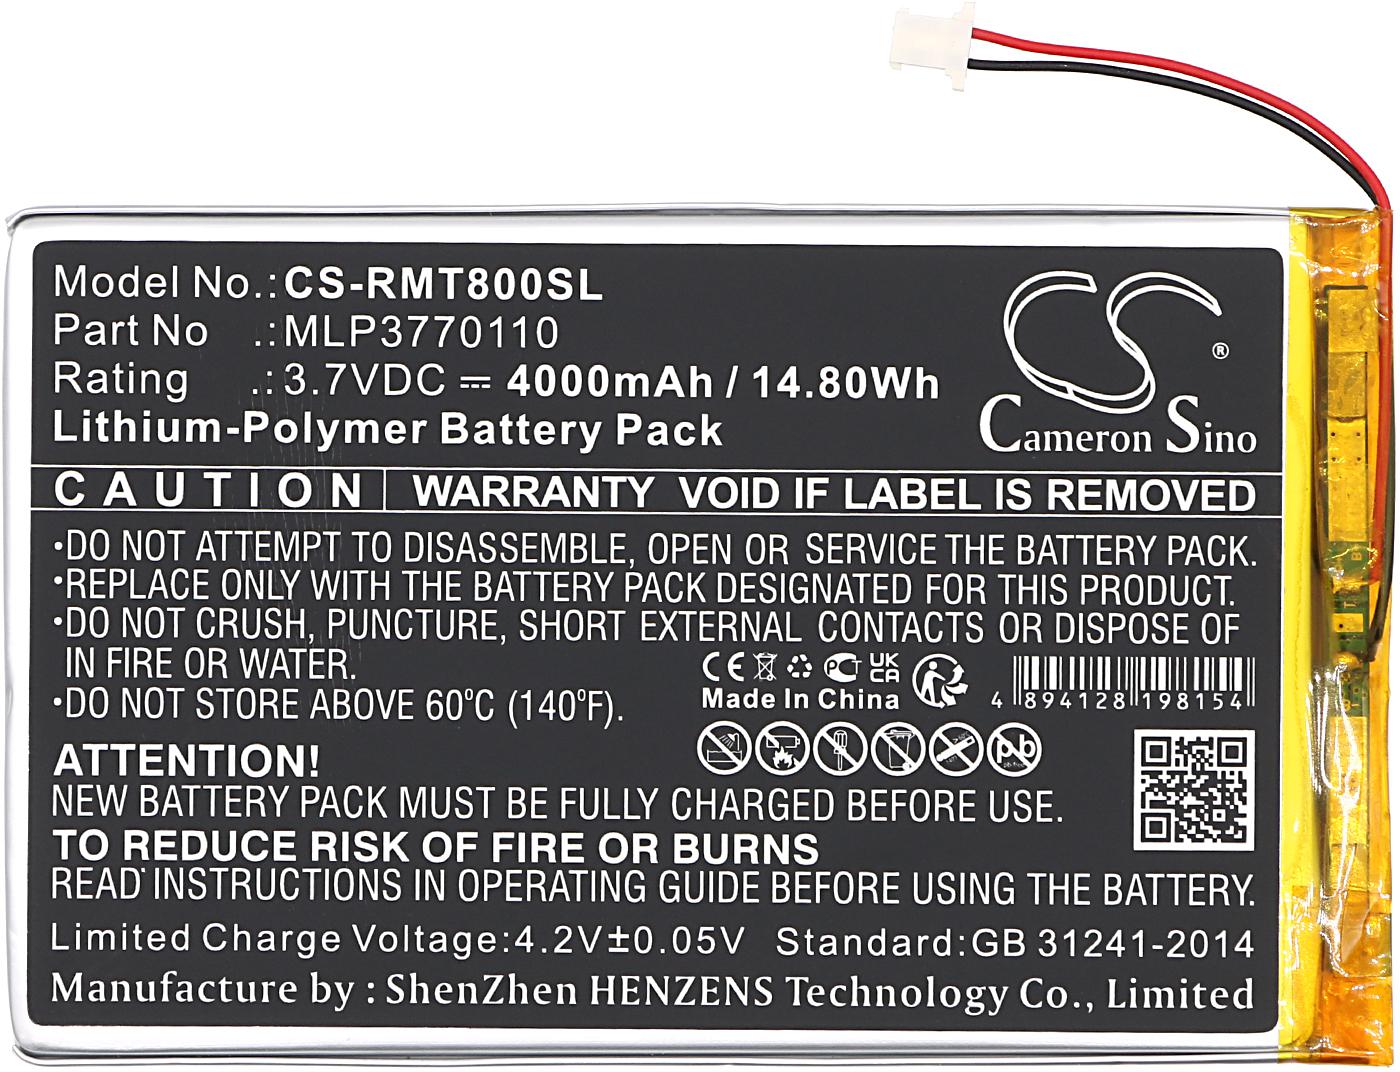 Model No.: CS-RMT800SL
Part No .: MLP3770110
Rating .: 3.7VDC ⎓ 4000mAh / 14.80Wh
Lithium-Polymer Battery Pack
®
Cameron Sino
CAUTION WARRANTY VOID IF LABEL IS REMOVED
•DO NOT ATTEMPT TO DISASSEMBLE, OPEN OR SERVICE THE BATTERY PACK.
•REPLACE ONLY WITH THE BATTERY PACK DESIGNATED FOR THIS PRODUCT.
•DO NOT CRUSH, PUNCTURE, SHORT EXTERNAL CONTACTS OR DISPOSE OF
IN FIRE OR WATER.
•DO NOT STORE ABOVE 60°C (140°F).
CE UK CA
Made In China
4 894128 198154
Pb
ATTENTION!
NEW BATTERY PACK MUST BE FULLY CHARGED BEFORE USE.
TO REDUCE RISK OF FIRE OR BURNS
READ INSTRUCTIONS IN OPERATING GUIDE BEFORE USING THE BATTERY.
Limited Charge Voltage:4.2V±0.05V Standard:GB 31241-2014
Manufacture by : ShenZhen HENZENS Technology Co., Limited